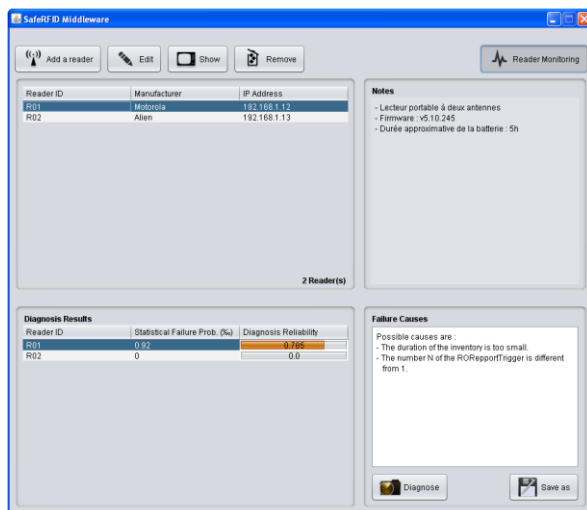 SafeRFID Middleware
Add a reader
Edit
Show
Remove
Reader Monitoring
Reader ID Manufacturer IP Address
R01 Motorola 192.168.1.12
R02 Alien 192.168.1.13
2 Reader(s)
Notes
- Lecteur portable á deux antennes
- Firmware : v5.10.245
- Durée approximative de la batterie : 5h
Diagnosis Results
Reader ID Statistical Failure Prob. (‰) Diagnosis Reliability
R01 0.92 0.785
R02 0 0.0
Failure Causes
Possible causes are :
- The duration of the inventory is too small.
- The number N of the RORepportTrigger is different
from 1.
Diagnose
Save as